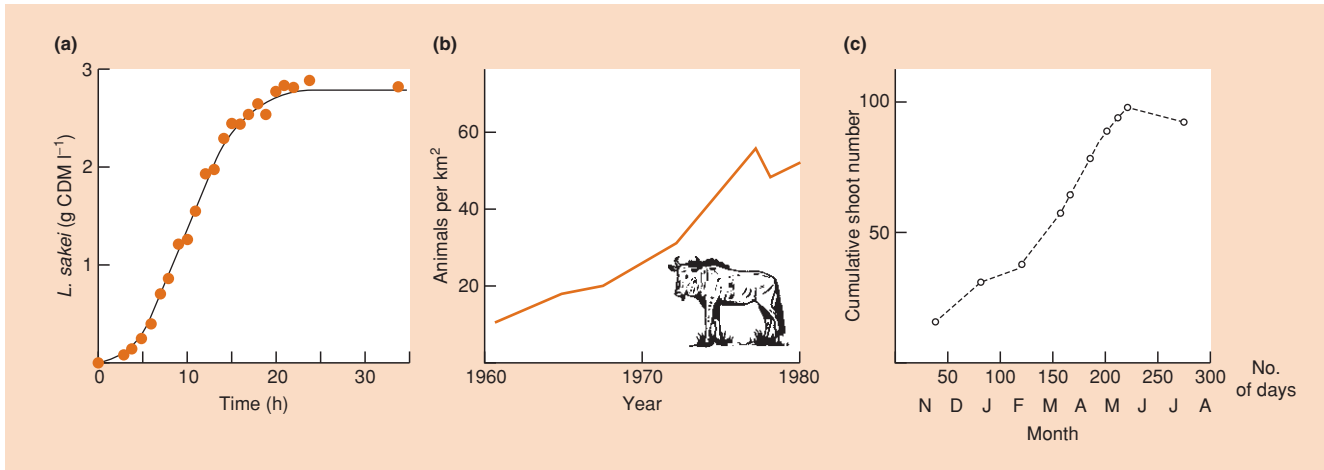 (a)
3
2
1
0
10
20
30
L. sakei (g CDM l⁻¹)
Time (h)
(b)
60
40
20
1960
1970
1980
Animals per km²
Year
(c)
100
50
50 100 150 200 250 300
No. of days
N D J F M A M J J A
Cumulative shoot number
Month